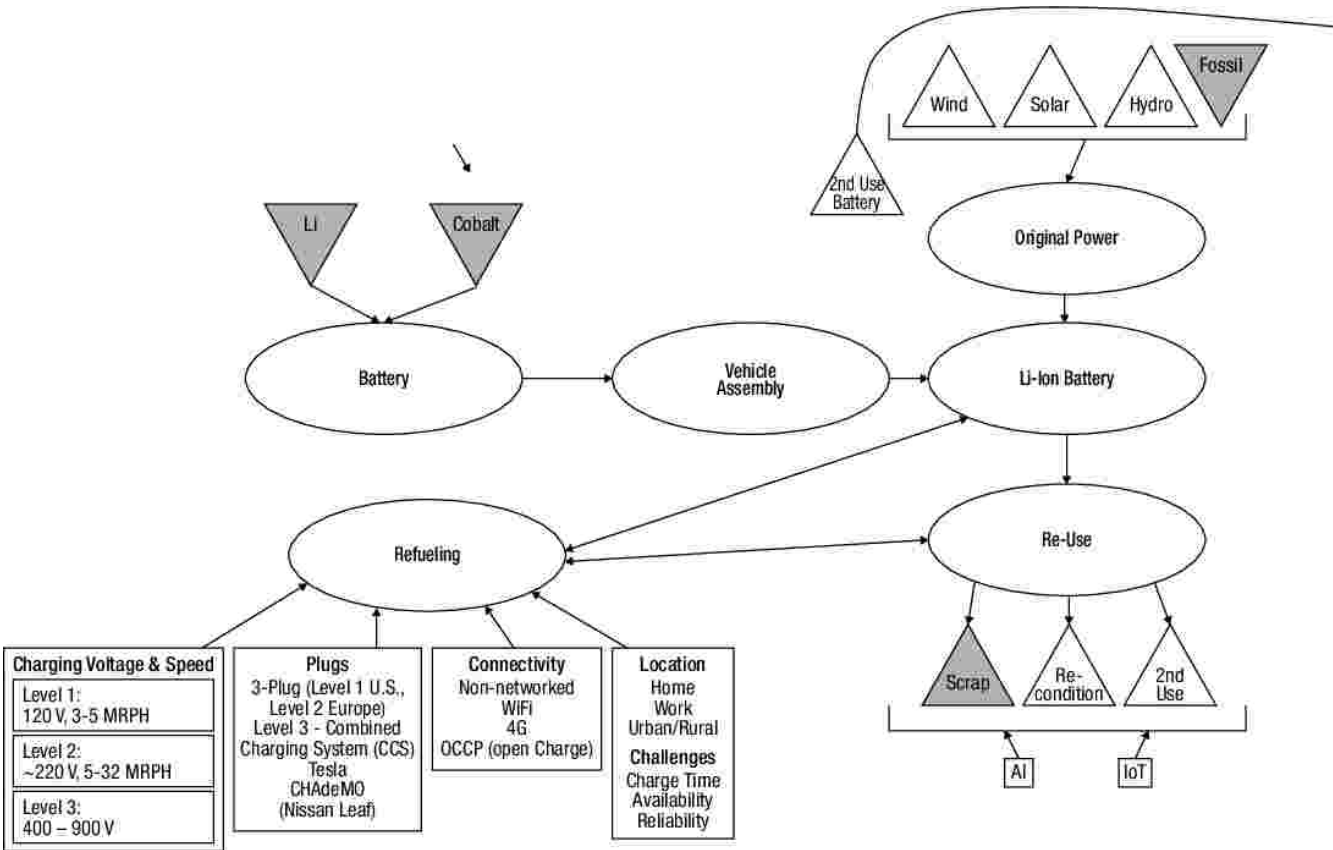 Fossil
Wind
Solar
Hydro
2nd Use
Battery
Original Power
Li
Cobalt
Battery
Vehicle
Assembly
Li-Ion Battery
Refueling
Re-Use
Charging Voltage & Speed
Level 1:
120 V, 3-5 MRPH
Level 2:
~220 V, 5-32 MRPH
Level 3:
400 – 900 V
Plugs
3-Plug (Level 1 U.S.,
Level 2 Europe)
Level 3 - Combined
Charging System (CCS)
Tesla
CHAdeMO
(Nissan Leaf)
Connectivity
Non-networked
WiFi
4G
OCCP (open Charge)
Location
Home
Work
Urban/Rural
Challenges
Charge Time
Availability
Reliability
Scrap
Re-
condition
2nd
Use
AI
IoT